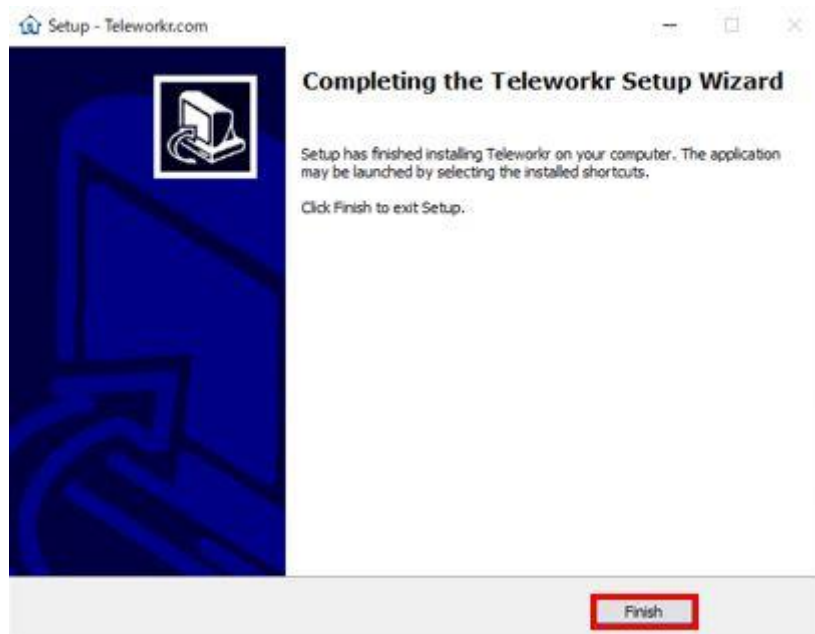 Setup - Teleworkr.com
Completing the Teleworkr Setup Wizard
Setup has finished installing Teleworkr on your computer. The application
may be launched by selecting the installed shortcuts.
Click Finish to exit Setup.
Finish